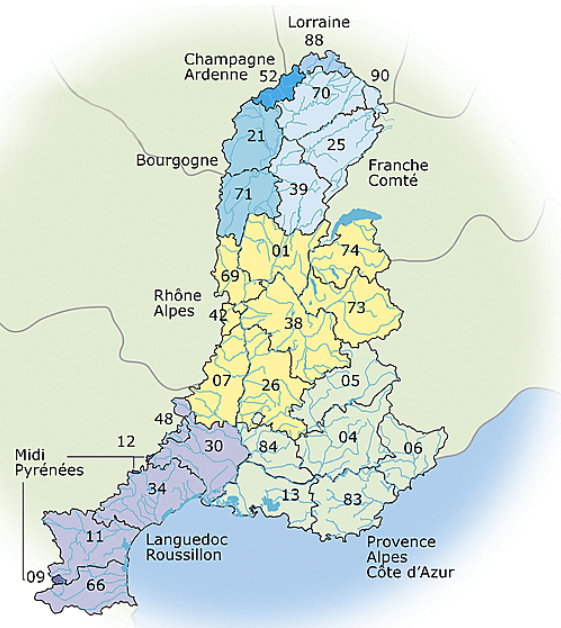 Lorraine
88
Champagne
Ardenne
52
90
70
21
25
Bourgogne
Franche
Comté
39
71
01
74
69
Rhône
Alpes
42
38
73
07
26
05
48
12
30
84
04
06
Midi
Pyrénées
34
13
83
11
Languedoc
Roussillon
Provence
Alpes
Côte d'Azur
09
66